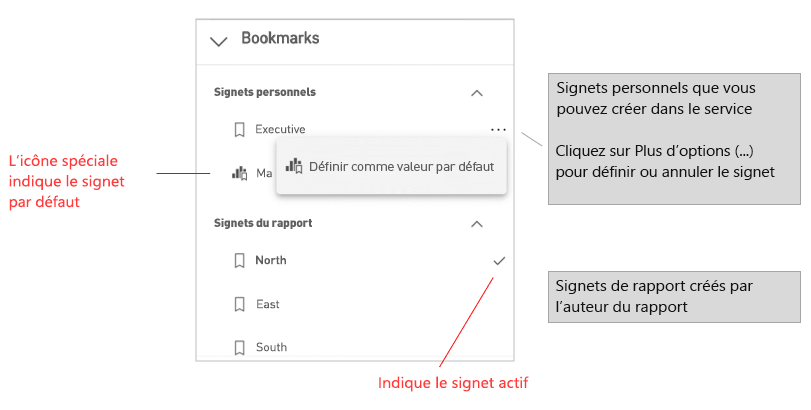 Bookmarks
Signets personnels
Executive ...
Ma
Définir comme valeur par défaut
Signets du rapport
North
East
South
L'icône spéciale
indique le signet
par défaut
Signets personnels que vous
pouvez créer dans le service
Cliquez sur Plus d'options (...)
pour définir ou annuler le signet
Signets de rapport créés par
l'auteur du rapport
Indique le signet actif